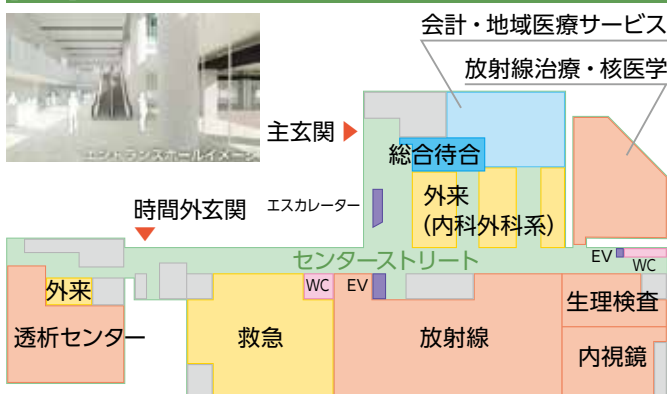 会計・地域医療サービス
放射線治療・核医学
エントランスホールイメージ
主玄関
総合待合
時間外玄関
エスカレーター
外来
（内科外科系）
センターストリート
EV
WC
外来
WC
EV
生理検査
透析センター
救急
放射線
内視鏡